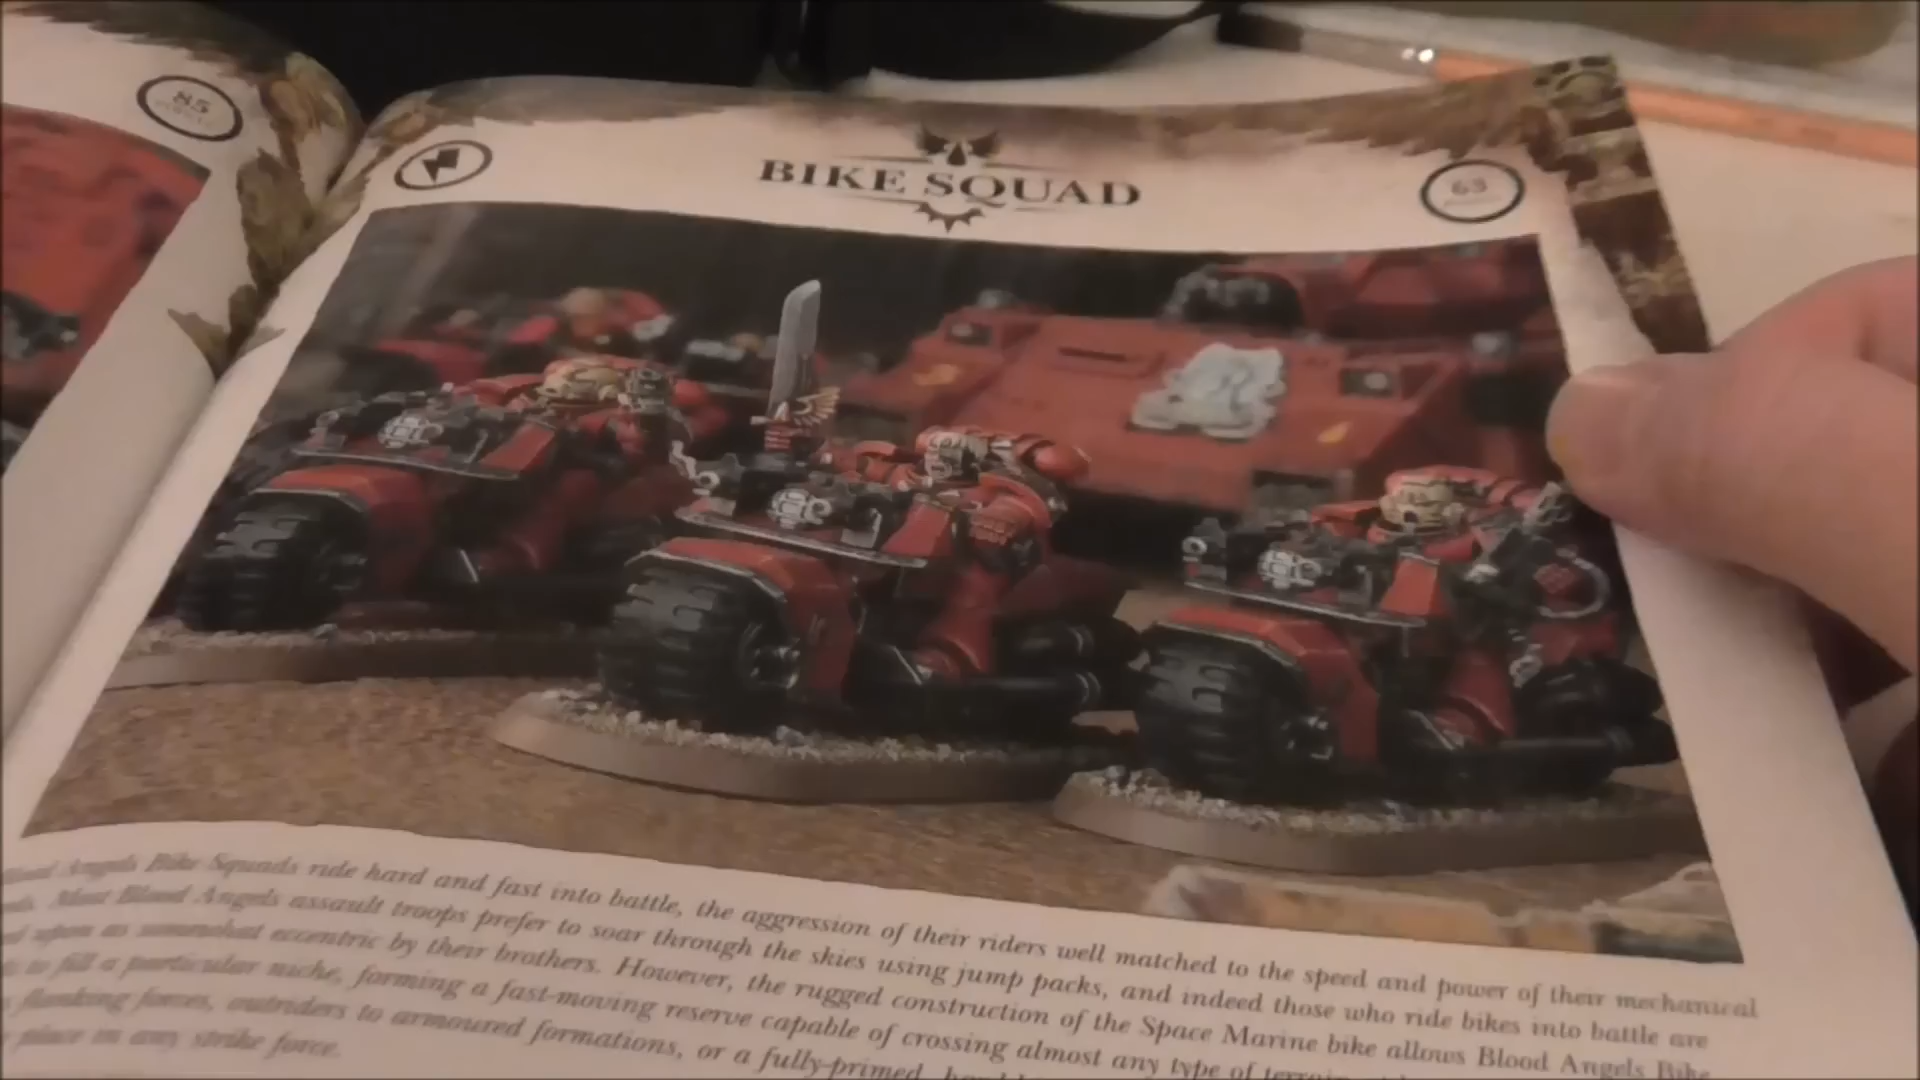 85
BIKE SQUAD
63
Blood Angels Bike Squads ride hard and fast into battle, the aggression of their riders well matched to the speed and power of their mechanical
Most Blood Angels assault troops prefer to soar through the skies using jump packs, and indeed those who ride bikes into battle are
upon as somewhat eccentric by their brothers. However, the rugged construction of the Space Marine bike allows Blood Angels Bike
to fill a particular niche, forming a fast-moving reserve capable of crossing almost any type of
flanking forces, outriders to armoured formations, or a fully-primed,
place in any strike force.